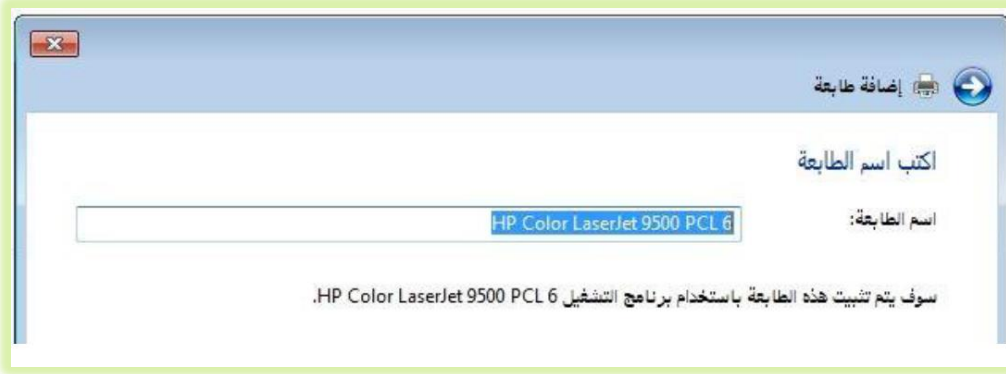 إضافة طابعة
اكتب اسم الطابعة
اسم الطابعة: HP Color LaserJet 9500 PCL 6
سوف يتم تثبيت هذه الطابعة باستخدام برنامج التشغيل HP Color LaserJet 9500 PCL 6.